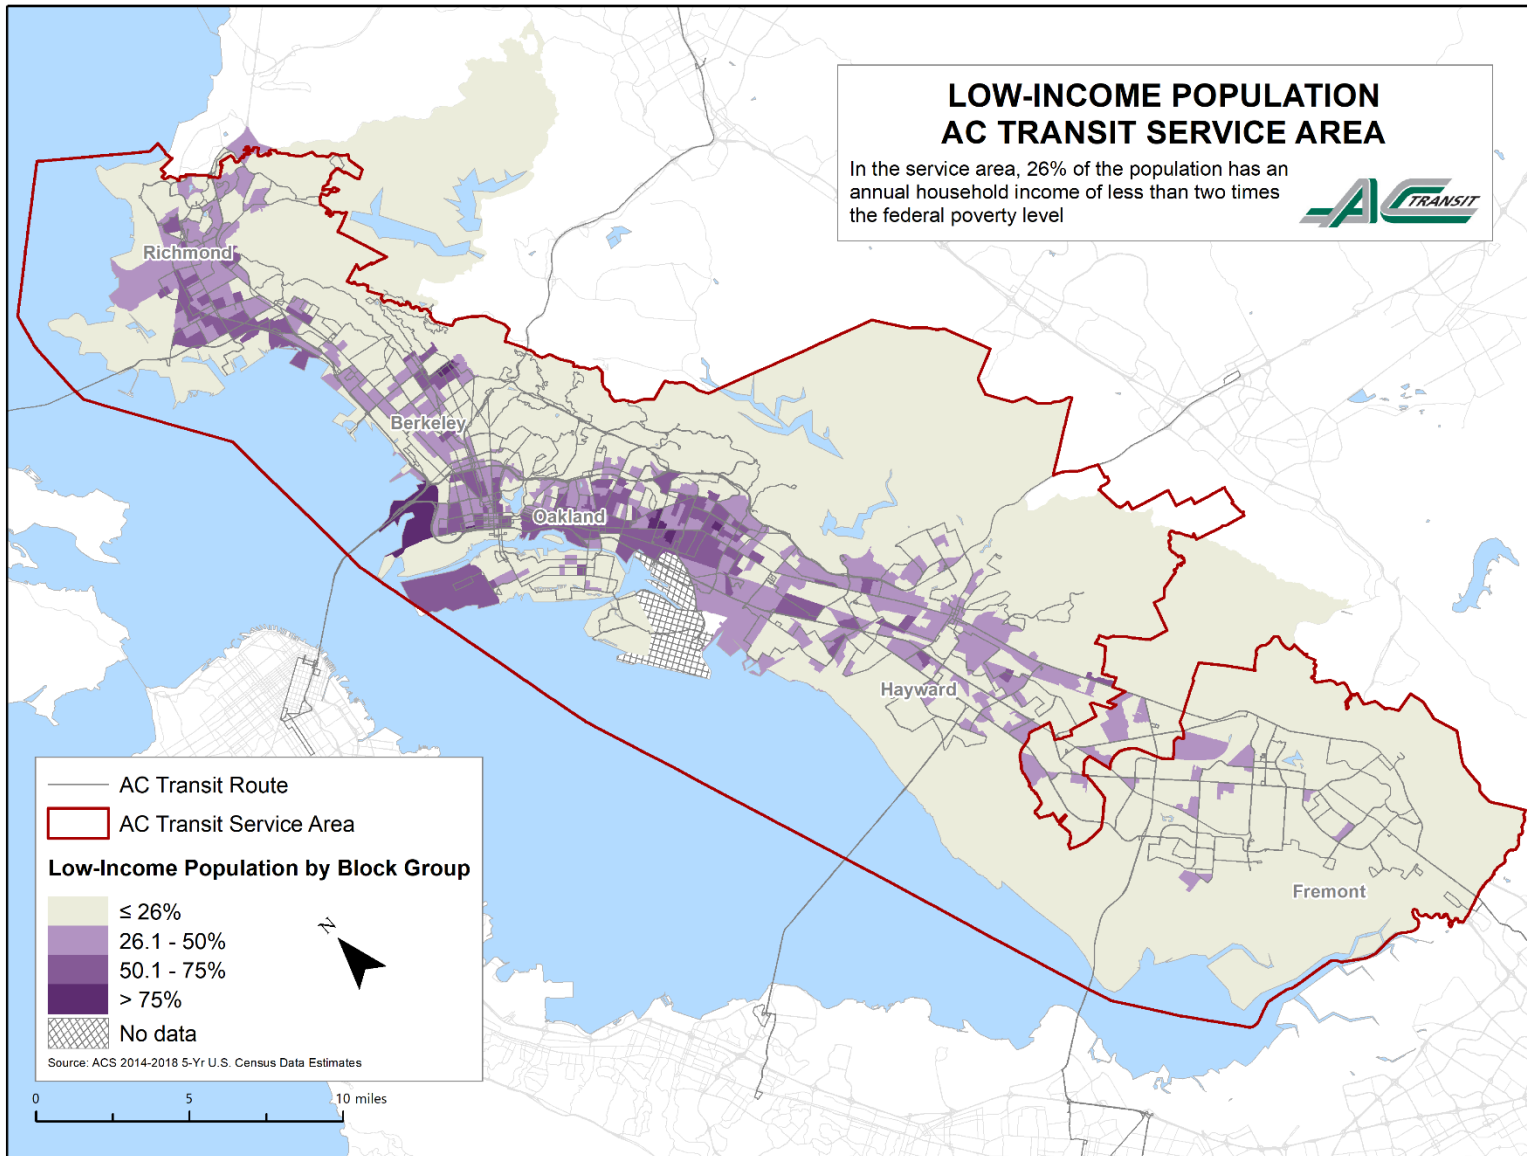 LOW-INCOME POPULATION
AC TRANSIT SERVICE AREA
In the service area, 26% of the population has an
annual household income of less than two times
the federal poverty level
AC TRANSIT
Richmond
Berkeley
Oakland
Hayward
Fremont
AC Transit Route
AC Transit Service Area
Low-Income Population by Block Group
≤ 26%
26.1 - 50%
50.1 - 75%
> 75%
No data
N
Source: ACS 2014-2018 5-Yr U.S. Census Data Estimates
0 5 10 miles